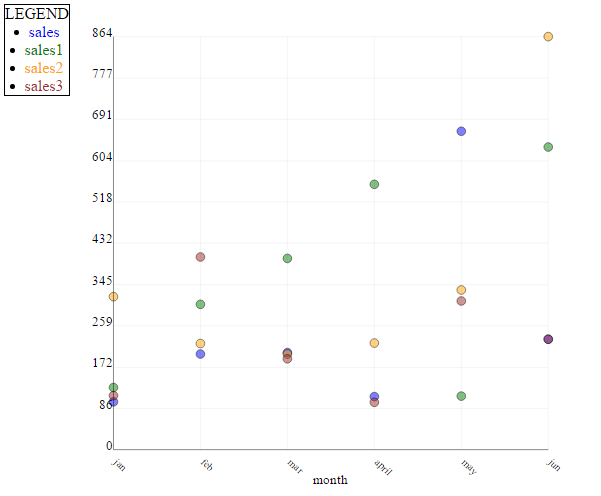 LEGEND
sales
sales1
sales2
sales3
864
777
691
604
518
432
345
259
172
86
0
jan feb mar april may jun
month